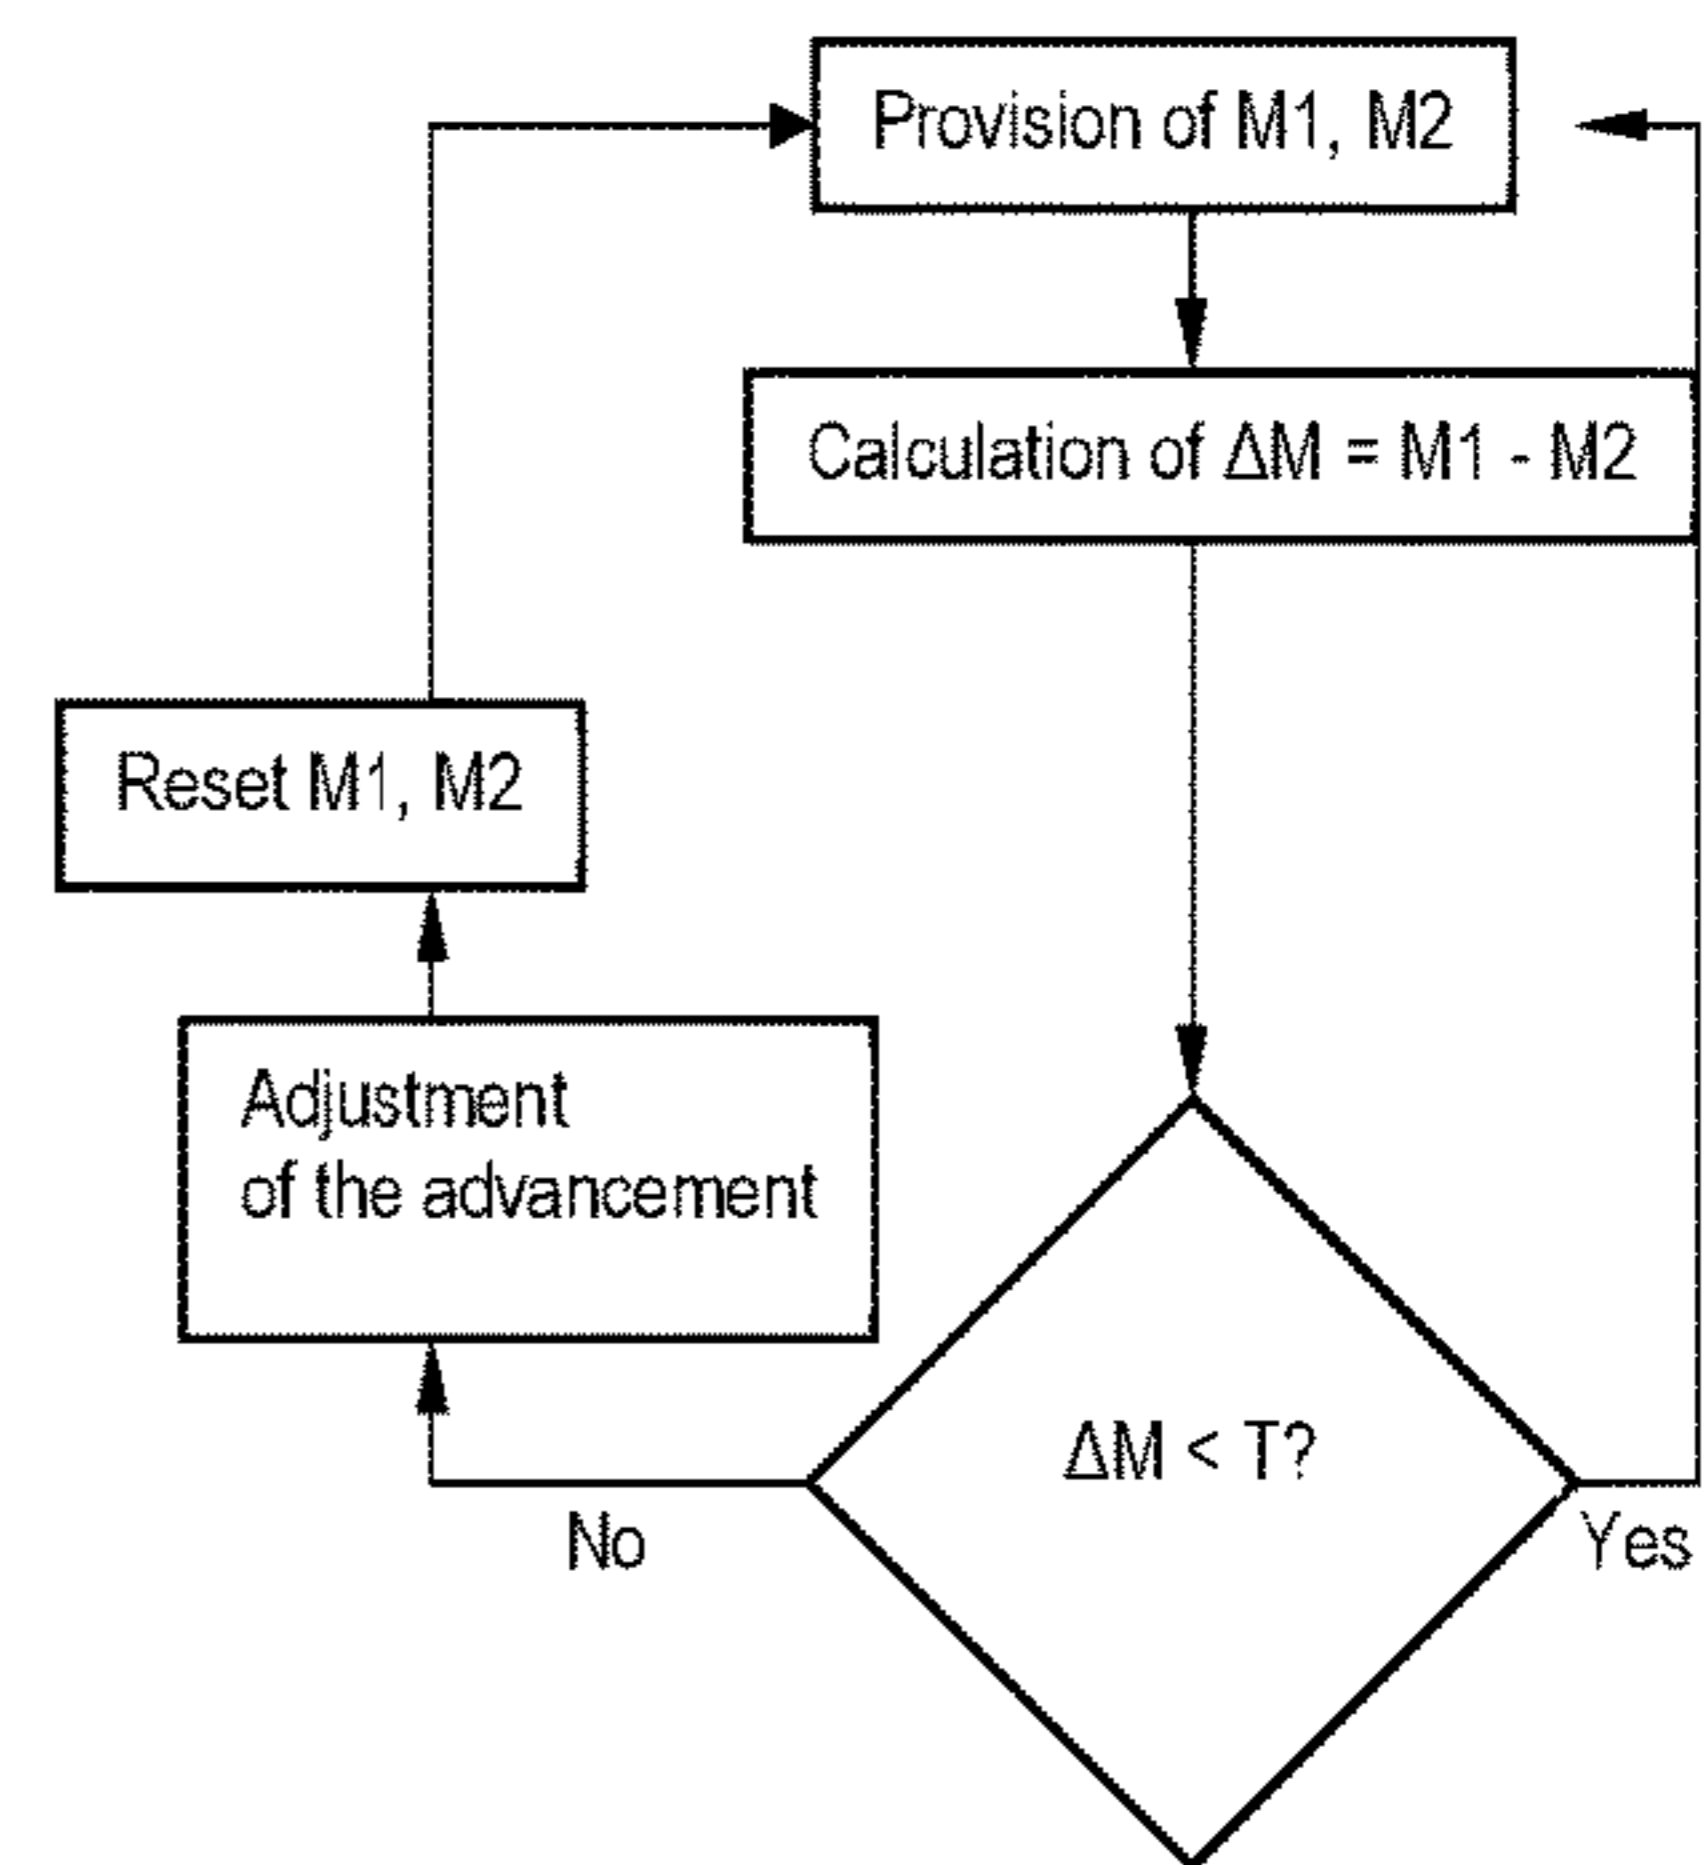 Provision of M1, M2
Calculation of ΔM = M1 - M2
Reset M1, M2
Adjustment
of the advancement
ΔM < T?
No
Yes